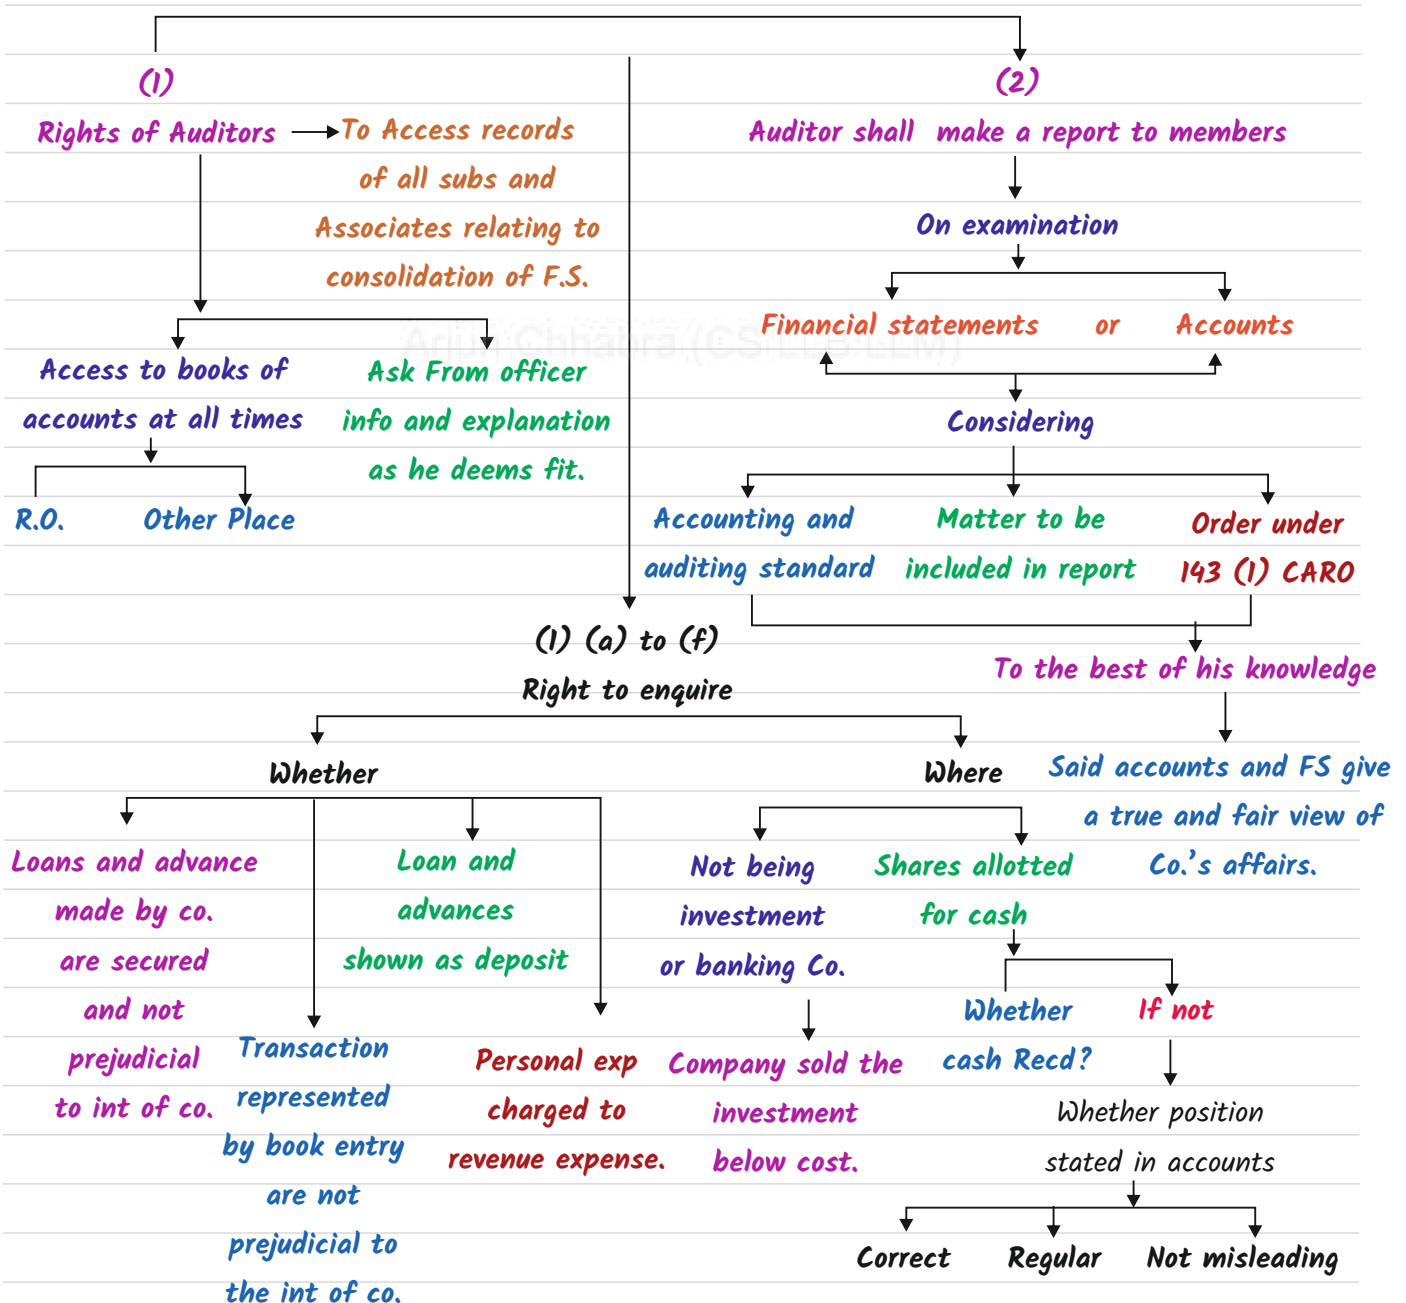 (1)
Rights of Auditors
To Access records
of all subs and
Associates relating to
consolidation of F.S.
Access to books of
accounts at all times
R.O.
Other Place
Ask From officer
info and explanation
as he deems fit.
(2)
Auditor shall make a report to members
On examination
Financial statements or Accounts
Arjun Chhabra (CS LLB LLM)
Considering
Accounting and
auditing standard
Matter to be
included in report
Order under
143 (1) CARO
To the best of his knowledge
Said accounts and FS give
a true and fair view of
Co.'s affairs.
(1) (a) to (f)
Right to enquire
Whether
Loans and advance
made by co.
are secured
and not
prejudicial
to int of co.
Transaction
represented
by book entry
are not
prejudicial to
the int of co.
Loan and
advances
shown as deposit
Personal exp
charged to
revenue expense.
Where
Not being
investment
or banking Co.
Company sold the
investment
below cost.
Shares allotted
for cash
Whether
cash Recd?
If not
Whether position
stated in accounts
Correct
Regular
Not misleading